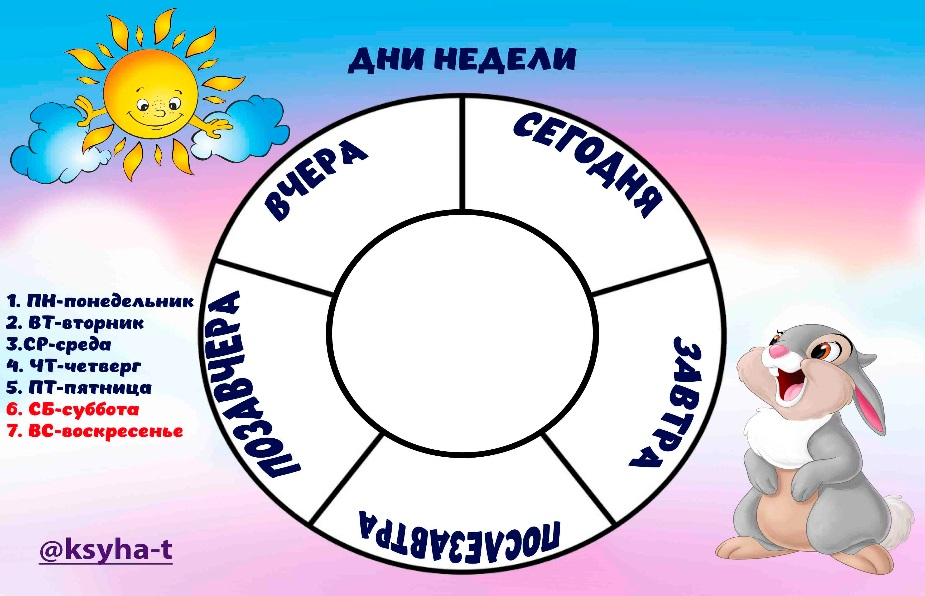 ДНИ НЕДЕЛИ
ВЧЕРА
СЕГОДНЯ
ПОЗАВЧЕРА
ЗАВТРА
ПОСЛЕЗАВТРА
1. ПН-понедельник
2. ВТ-вторник
3.СР-среда
4. ЧТ-четверг
5. ПТ-пятница
6. СБ-суббота
7. ВС-воскресенье
@ksyha-t